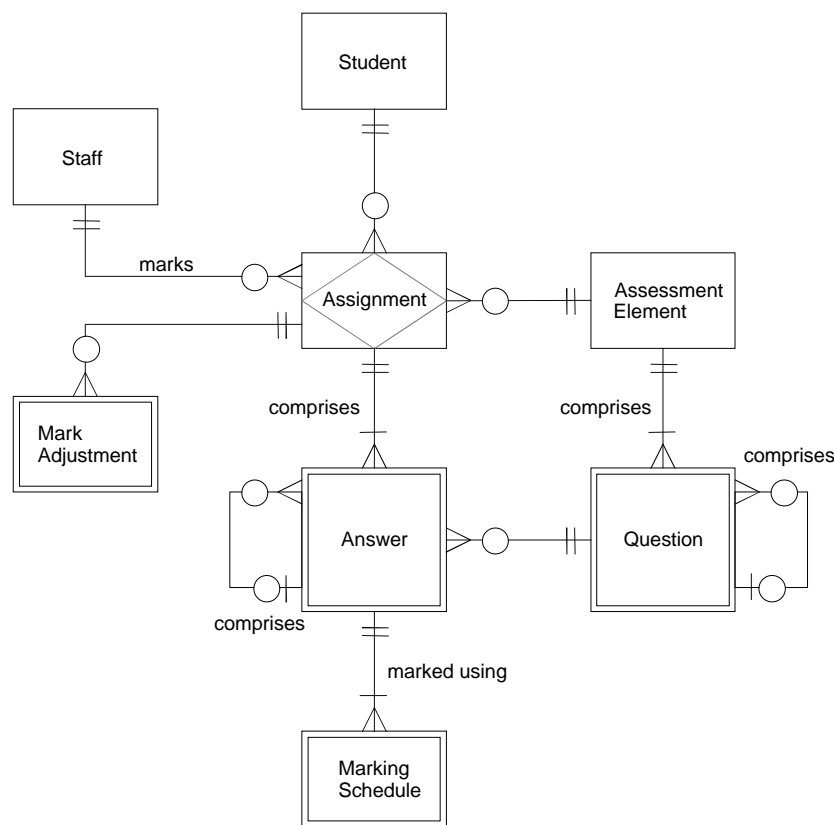 Student
Staff
marks
Assignment
Assessment
Element
comprises
comprises
Mark
Adjustment
comprises
Answer
Question
comprises
marked using
Marking
Schedule